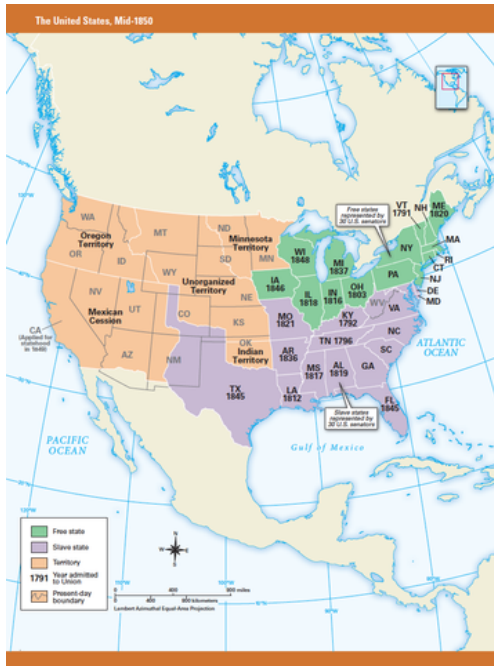 The United States, Mid-1850
Free states
represented by
30 U.S. senators
VT
1791
NH
ME
1820
WA
Oregon
Territory
OR
ID
MT
ND
Minnesota
Territory
SD
MN
WY
Unorganized
Territory
NE
WI
1848
MI
1837
NY
MA
RI
CT
NJ
DE
MD
PA
IA
1846
IL
1818
IN
1816
OH
1803
WV
VA
NV
UT
Mexican
Cession
CO
KS
MO
1821
KY
1792
CA
(Applied for
statehood
in 1849)
AZ
NM
OK
Indian
Territory
AR
1836
TN 1796
NC
SC
MS
1817
AL
1819
GA
ATLANTIC
OCEAN
TX
1845
LA
1812
FL
1845
Slave states
represented by
30 U.S. senators
PACIFIC
OCEAN
Gulf of Mexico
Free state
Slave state
Territory
1791 Year admitted
to Union
Present-day
boundary
N
W
E
S
0 400 800 miles
0 400 800 kilometers
Lambert Azimuthal Equal-Area Projection